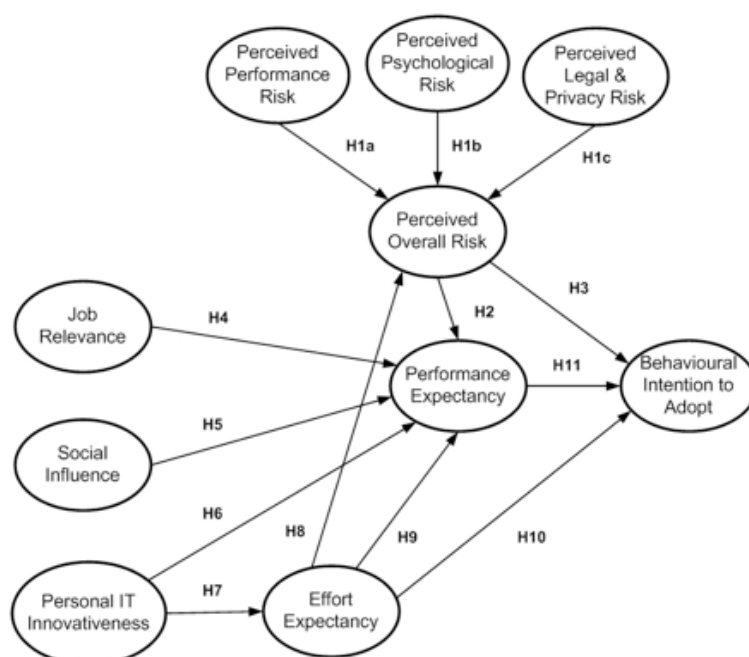 Perceived
Performance
Risk
Perceived
Psychological
Risk
Perceived
Legal &
Privacy Risk
H1a
H1b
H1c
Perceived
Overall Risk
H3
H2
Job
Relevance
H4
Performance
Expectancy
H11
Behavioural
Intention to
Adopt
H5
Social
Influence
H6
H8
H9
H10
H7
Personal IT
Innovativeness
Effort
Expectancy